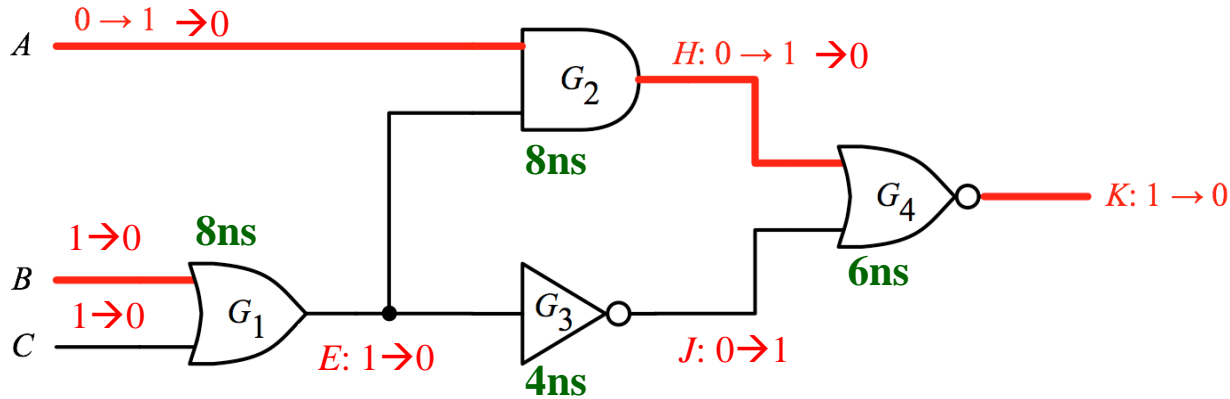 0 → 1 →0
A
G2
H: 0 → 1 →0
8ns
G4
K: 1 → 0
6ns
1→0
8ns
B
1→0
G1
C
E: 1→0
G3
4ns
J: 0→1